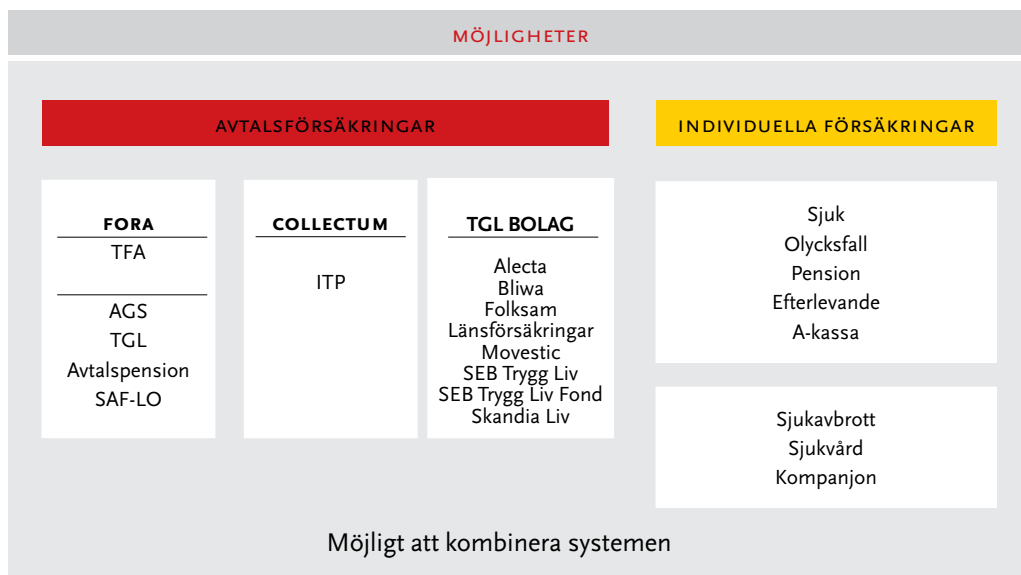 MÖJLIGHETER
AVTALSFÖRSÄKRINGAR
FORA
TFA
AGS
TGL
Avtalspension
SAF-LO
COLLECTUM
ITP
TGL BOLAG
Alecta
Bliwa
Folksam
Länsförsäkringar
Movestic
SEB Trygg Liv
SEB Trygg Liv Fond
Skandia Liv
INDIVIDUELLA FÖRSÄKRINGAR
Sjuk
Olycksfall
Pension
Efterlevande
A-kassa
Sjukavbrott
Sjukvård
Kompanjon
Möjligt att kombinera systemen